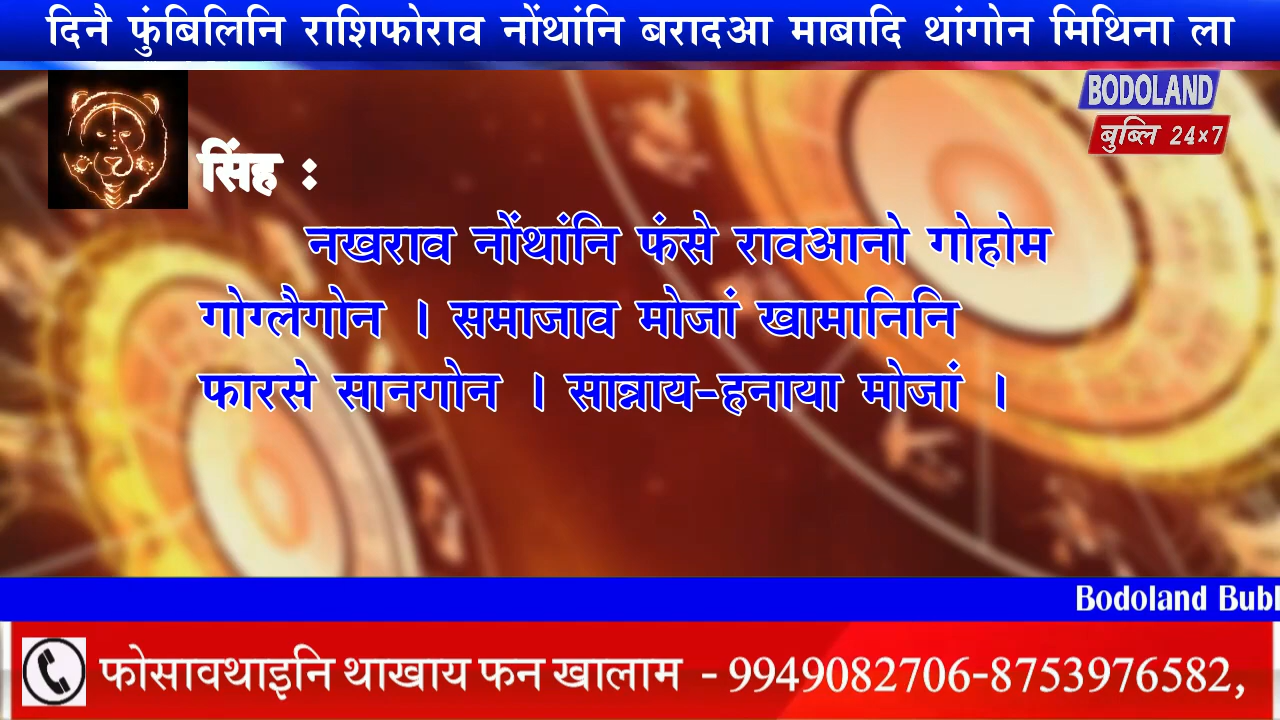 दिनै फुंबिलिनि राशिफोराव नोंथांनि बरादआ माबादि थांगोन मिथिना ला
BODOLAND
बुब्लि 24×7
सिंह :
नखराव नोंथांनि फंसे रावआनो गोहोम
गोग्लैगोन । समाजाव मोजां खामानिनि
फारसे सानगोन । सान्नाय-हनाया मोजां ।
Bodoland Bubl
फोसावथाइनि थाखाय फन खालाम - 9949082706-8753976582,